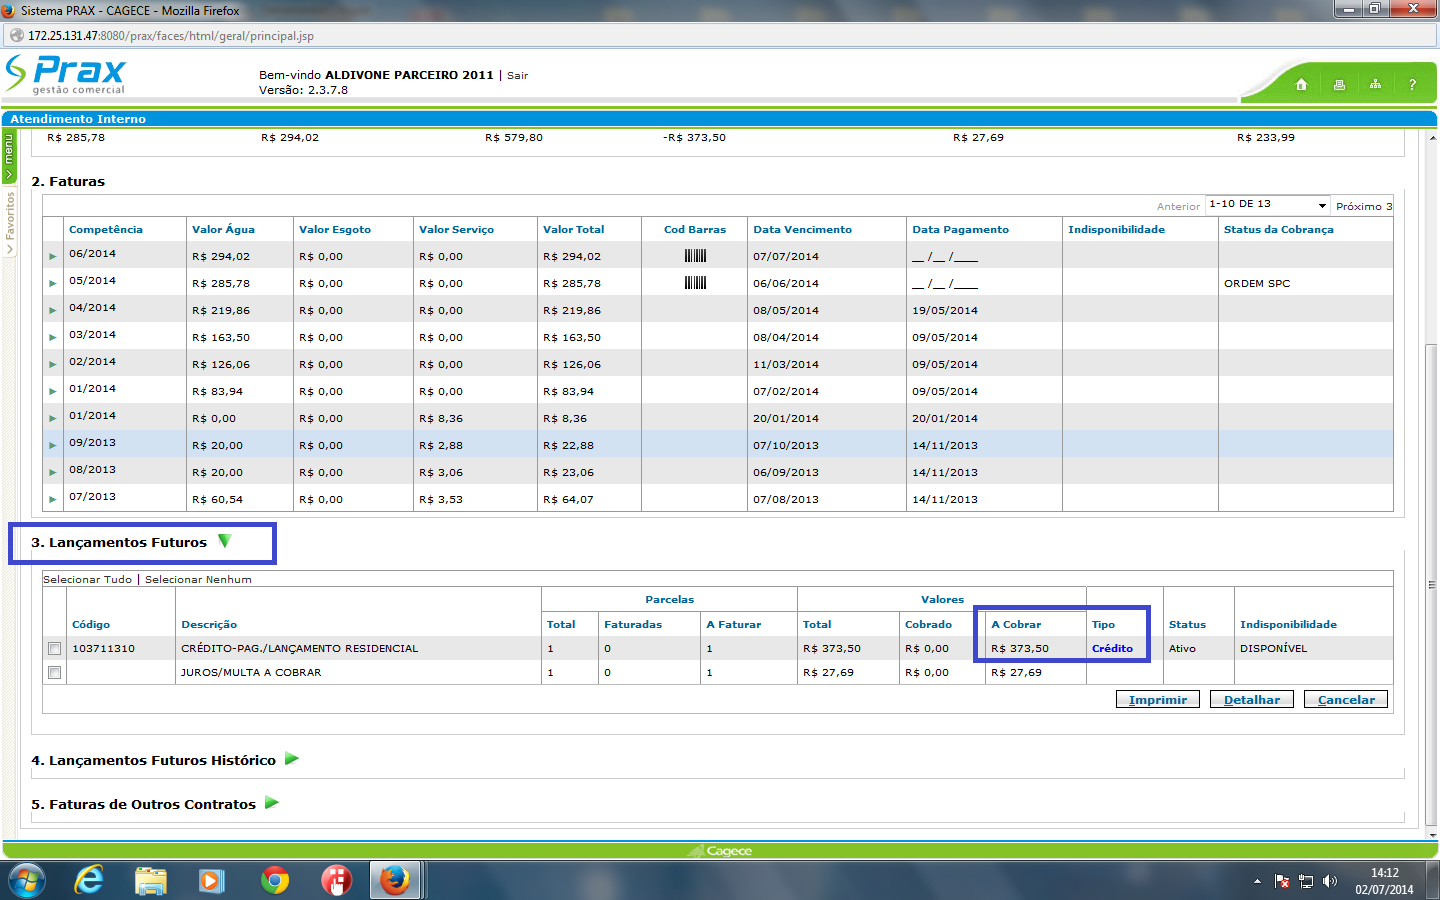 Sistema PRAX - CAGECE - Mozilla Firefox
172.25.131.47:8080/prax/faces/html/geral/principal.jsp
Prax
gestão comercial
Bem-vindo ALDIVONE PARCEIRO 2011 | Sair
Versão: 2.3.7.8
?
Atendimento Interno
menu
Favoritos
R$ 285,78 R$ 294,02 R$ 579,80 -R$ 373,50 R$ 27,69 R$ 233,99
2. Faturas
Anterior 1-10 DE 13 Próximo 3
Competência Valor Água Valor Esgoto Valor Serviço Valor Total Cod Barras Data Vencimento Data Pagamento Indisponibilidade Status da Cobrança
06/2014 R$ 294,02 R$ 0,00 R$ 0,00 R$ 294,02 07/07/2014 __ /__ /____
05/2014 R$ 285,78 R$ 0,00 R$ 0,00 R$ 285,78 06/06/2014 __ /__ /____ ORDEM SPC
04/2014 R$ 219,86 R$ 0,00 R$ 0,00 R$ 219,86 08/05/2014 19/05/2014
03/2014 R$ 163,50 R$ 0,00 R$ 0,00 R$ 163,50 08/04/2014 09/05/2014
02/2014 R$ 126,06 R$ 0,00 R$ 0,00 R$ 126,06 11/03/2014 09/05/2014
01/2014 R$ 83,94 R$ 0,00 R$ 0,00 R$ 83,94 07/02/2014 09/05/2014
01/2014 R$ 0,00 R$ 0,00 R$ 8,36 R$ 8,36 20/01/2014 20/01/2014
09/2013 R$ 20,00 R$ 0,00 R$ 2,88 R$ 22,88 07/10/2013 14/11/2013
08/2013 R$ 20,00 R$ 0,00 R$ 3,06 R$ 23,06 06/09/2013 14/11/2013
07/2013 R$ 60,54 R$ 0,00 R$ 3,53 R$ 64,07 07/08/2013 14/11/2013
3. Lançamentos Futuros
Selecionar Tudo | Selecionar Nenhum
Parcelas Valores
Código Descrição Total Faturadas A Faturar Total Cobrado A Cobrar Tipo Status Indisponibilidade
103711310 CRÉDITO-PAG./LANÇAMENTO RESIDENCIAL 1 0 1 R$ 373,50 R$ 0,00 R$ 373,50 Crédito Ativo DISPONÍVEL
JUROS/MULTA A COBRAR 1 0 1 R$ 27,69 R$ 0,00 R$ 27,69
Imprimir Detalhar Cancelar
4. Lançamentos Futuros Histórico
5. Faturas de Outros Contratos
Cagece
14:12
02/07/2014